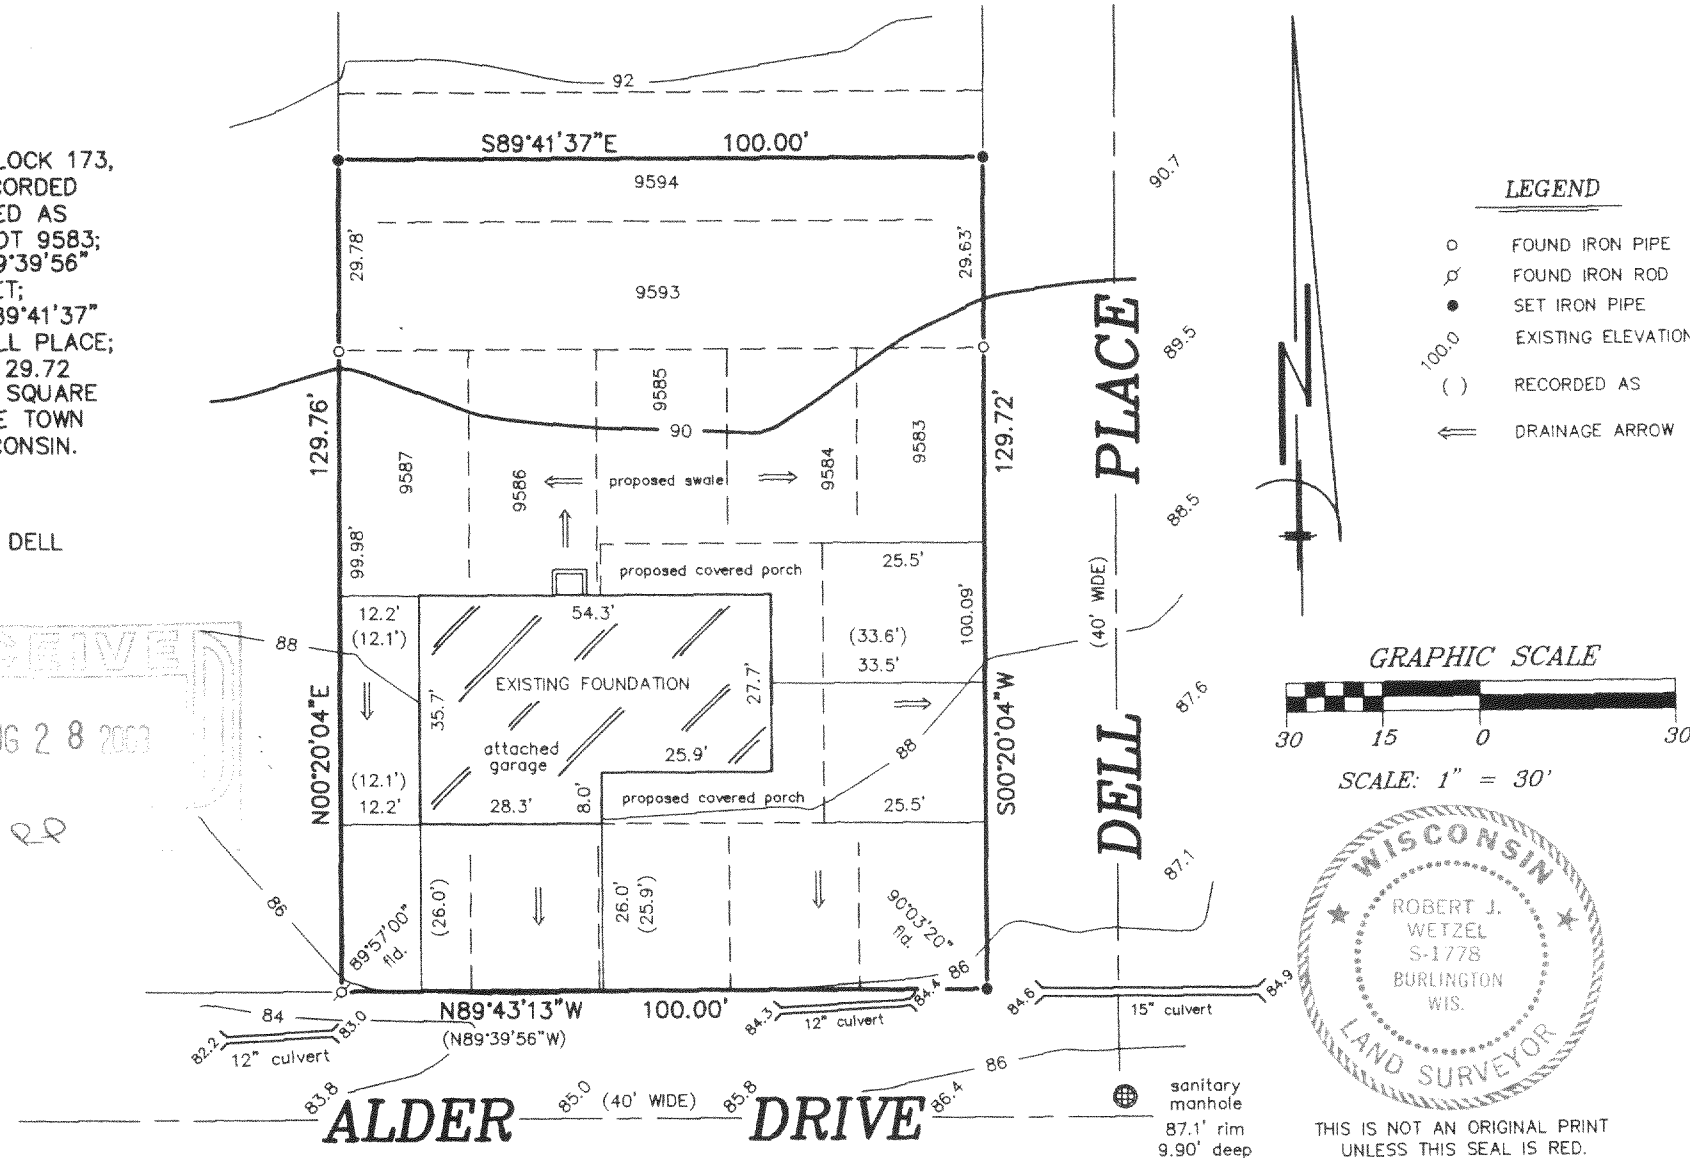 LOCK 173,
CORDED
ED AS
OT 9583;
9°39'56"
ET;
89°41'37"
LL PLACE;
29.72
SQUARE
E TOWN
CONSIN.
DELL
CEIVE
G 28 2003
92
S89°41'37"E 100.00'
9594
29.78'
29.63'
9593
9585
90
9587
9586
9584
9583
proposed swale
129.76'
129.72'
99.98'
100.09'
proposed covered porch
25.5'
12.2'
(12.1')
54.3'
(33.6')
33.5'
88
EXISTING FOUNDATION
35.7'
27.7'
attached
garage
25.9'
N00°20'04"E
S00°20'04"W
(12.1')
12.2'
28.3'
8.0'
proposed covered porch
88
25.5'
86
(26.0')
26.0'
(25.9')
89°57'00"
fld.
90°03'20"
fld.
86
N89°43'13"W 100.00'
(N89°39'56"W)
84
82.2
83.0
12" culvert
84.3
84.4
12" culvert
84.6
84.9
15" culvert
86
83.8
85.0
(40' WIDE)
85.8
86.4
ALDER DRIVE
sanitary
manhole
87.1' rim
9.90' deep
DELL PLACE
(40' WIDE)
90.7
89.5
88.5
87.6
87.1
N
LEGEND
FOUND IRON PIPE
FOUND IRON ROD
SET IRON PIPE
100.0 EXISTING ELEVATION
( ) RECORDED AS
DRAINAGE ARROW
GRAPHIC SCALE
30 15 0 30
SCALE: 1" = 30'
WISCONSIN
ROBERT J.
WETZEL
S-1778
BURLINGTON
WIS.
LAND SURVEYOR
THIS IS NOT AN ORIGINAL PRINT
UNLESS THIS SEAL IS RED.